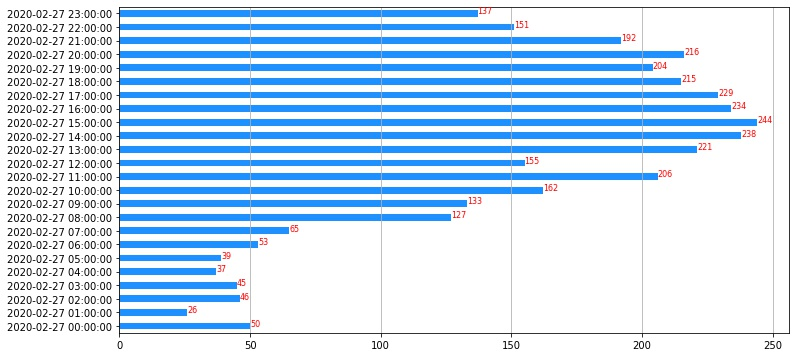 2020-02-27 23:00:00 137
2020-02-27 22:00:00 151
2020-02-27 21:00:00 192
2020-02-27 20:00:00 216
2020-02-27 19:00:00 204
2020-02-27 18:00:00 215
2020-02-27 17:00:00 229
2020-02-27 16:00:00 234
2020-02-27 15:00:00 244
2020-02-27 14:00:00 238
2020-02-27 13:00:00 221
2020-02-27 12:00:00 155
2020-02-27 11:00:00 206
2020-02-27 10:00:00 162
2020-02-27 09:00:00 133
2020-02-27 08:00:00 127
2020-02-27 07:00:00 65
2020-02-27 06:00:00 53
2020-02-27 05:00:00 39
2020-02-27 04:00:00 37
2020-02-27 03:00:00 45
2020-02-27 02:00:00 46
2020-02-27 01:00:00 26
2020-02-27 00:00:00 50
0 50 100 150 200 250